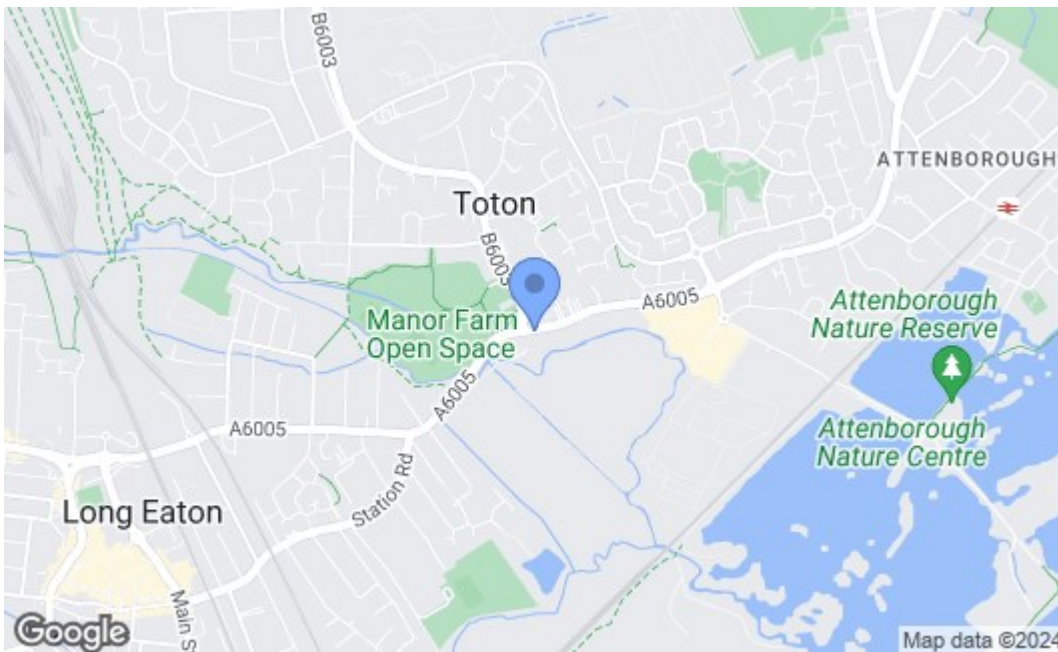 B6003
ATTENBOROUGH
Toton
B6003
A6005
Attenborough
Nature Reserve
Manor Farm
Open Space
A6005
A6005
Attenborough
Nature Centre
Station Rd
Long Eaton
Main S
Google
Map data ©2024